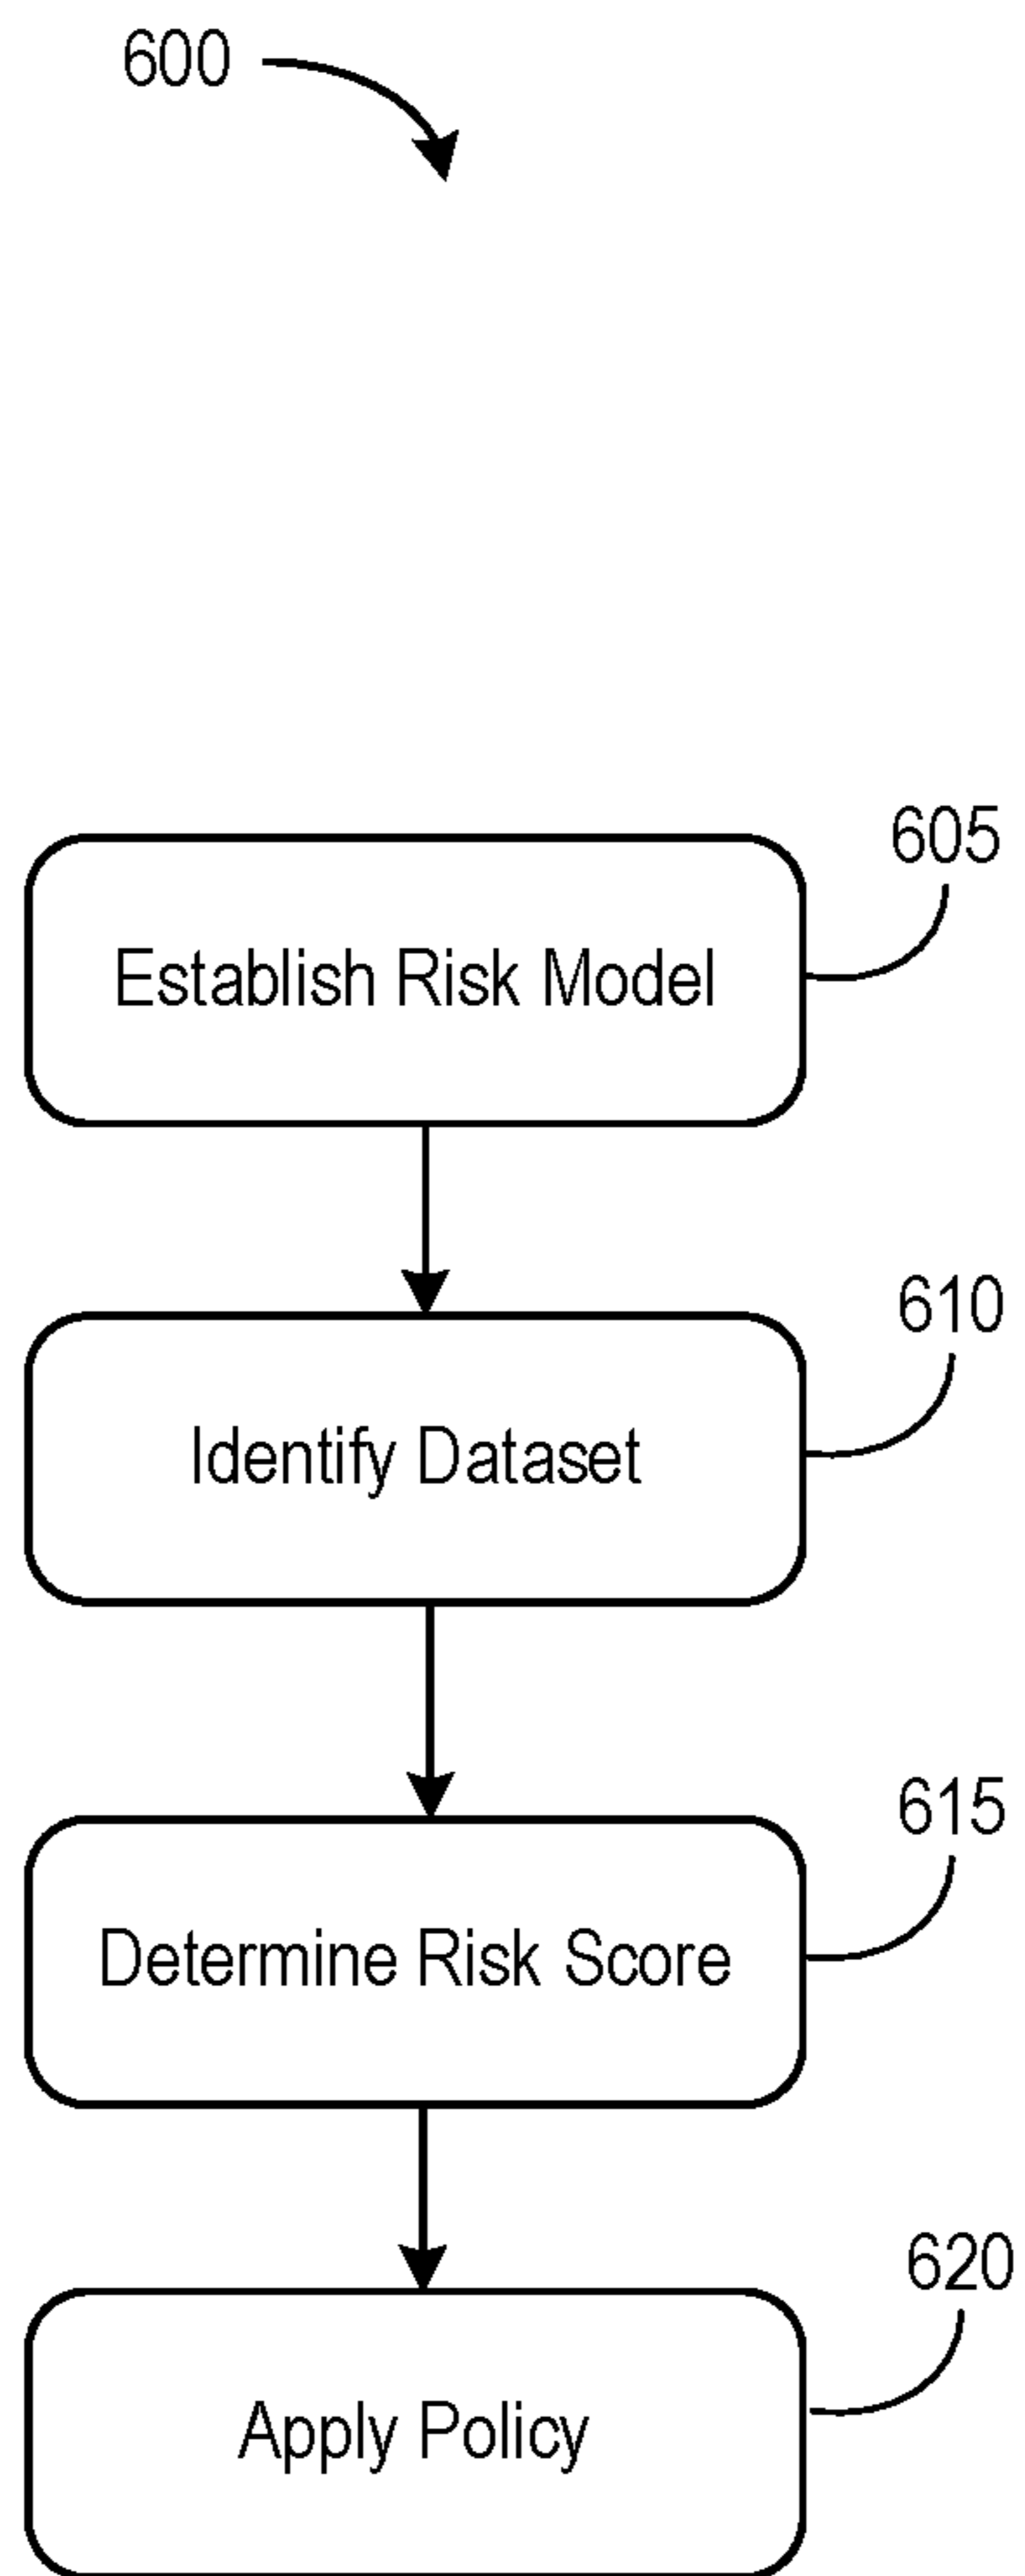 600
605
Establish Risk Model
610
Identify Dataset
615
Determine Risk Score
620
Apply Policy